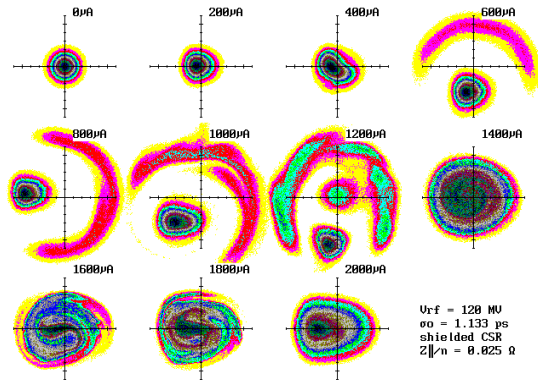 0µA 200µA 400µA 600µA
800µA 1000µA 1200µA 1400µA
1600µA 1800µA 2000µA
Vrf = 120 MV
σo = 1.133 ps
shielded CSR
Z∥/n = 0.025 Ω